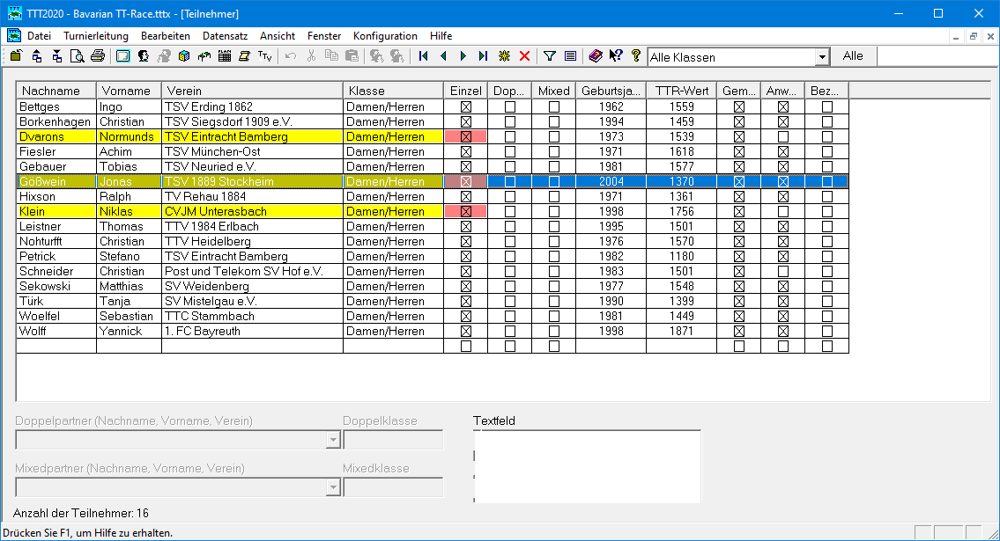 TTT2020 - Bavarian TT-Race.tttx - [Teilnehmer]
Datei Turnierleitung Bearbeiten Datensatz Ansicht Fenster Konfiguration Hilfe
TTV Alle Klassen Alle
Nachname Vorname Verein Klasse Einzel Dop... Mixed Geburtsja... TTR-Wert Gem... Anw... Bez...
Bettges Ingo TSV Erding 1862 Damen/Herren 1962 1559
Borkenhagen Christian TSV Siegsdorf 1909 e.V. Damen/Herren 1994 1459
Dvarons Normunds TSV Eintracht Bamberg Damen/Herren 1973 1539
Fiesler Achim TSV München-Ost Damen/Herren 1971 1618
Gebauer Tobias TSV Neuried e.V. Damen/Herren 1981 1577
Gößwein Jonas TSV 1889 Stockheim Damen/Herren 2004 1370
Hixson Ralph TV Rehau 1884 Damen/Herren 1971 1361
Klein Niklas CVJM Unterasbach Damen/Herren 1998 1756
Leistner Thomas TTV 1984 Erlbach Damen/Herren 1995 1501
Nohturfft Christian TTV Heidelberg Damen/Herren 1976 1570
Petrick Stefano TSV Eintracht Bamberg Damen/Herren 1982 1180
Schneider Christian Post und Telekom SV Hof e.V. Damen/Herren 1983 1501
Sekowski Matthias SV Weidenberg Damen/Herren 1977 1548
Türk Tanja SV Mistelgau e.V. Damen/Herren 1990 1399
Woelfel Sebastian TTC Stammbach Damen/Herren 1981 1449
Wolff Yannick 1. FC Bayreuth Damen/Herren 1998 1871
Doppelpartner (Nachname, Vorname, Verein) Doppelklasse Textfeld
Mixedpartner (Nachname, Vorname, Verein) Mixedklasse
Anzahl der Teilnehmer: 16
Drücken Sie F1, um Hilfe zu erhalten.